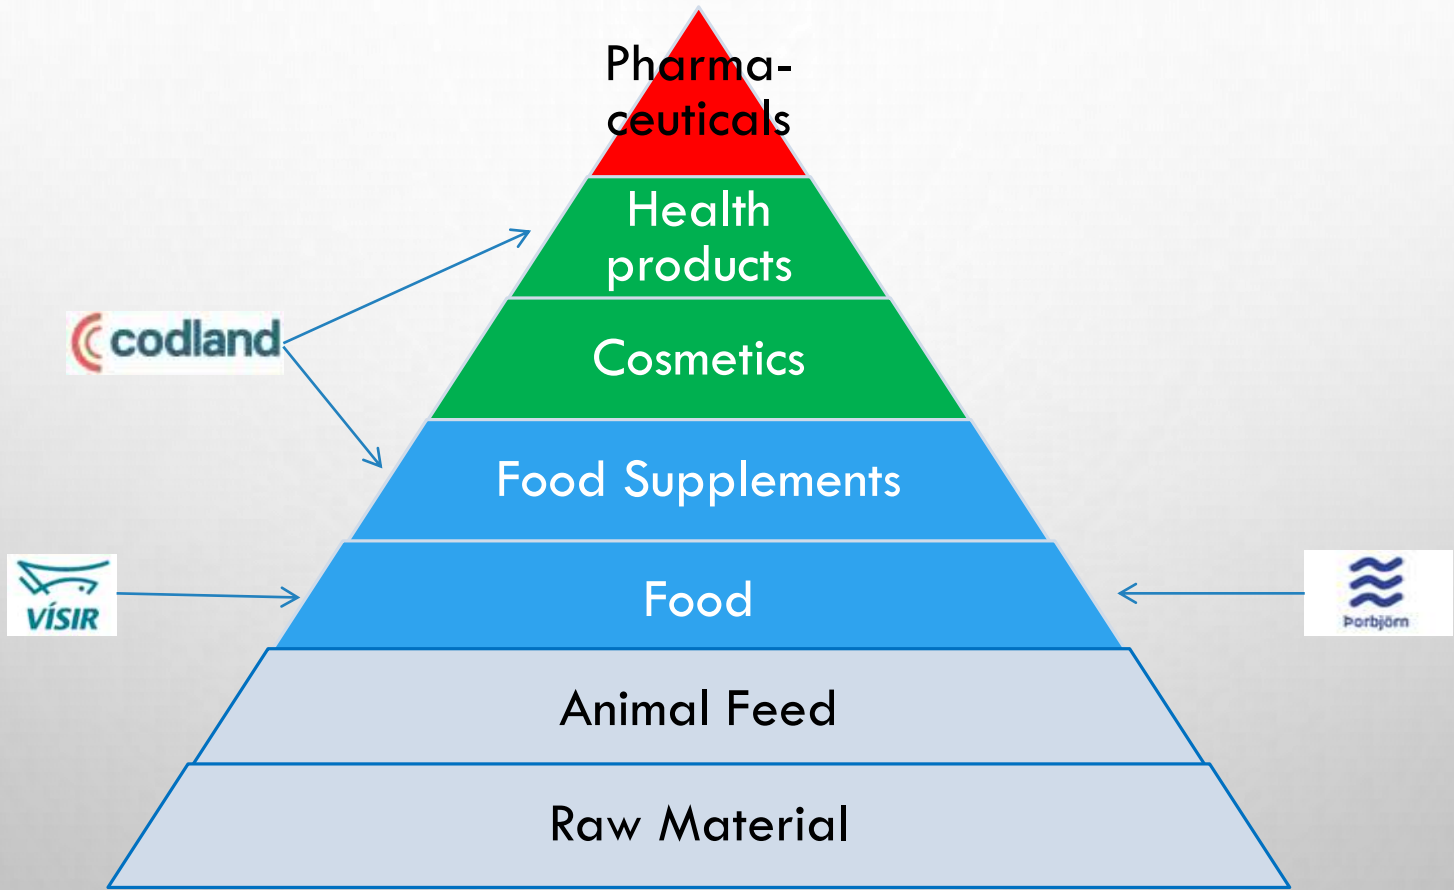 Pharma-
ceuticals
Health
products
codland
Cosmetics
Food Supplements
VÍSIR
Food
Þorbjörn
Animal Feed
Raw Material